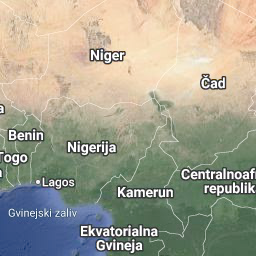 Niger
Čad
Benin
Nigerija
Togo
Lagos
Centralnoafr
republik
Kamerun
Gvinejski zaliv
Ekvatorialna
Gvineja